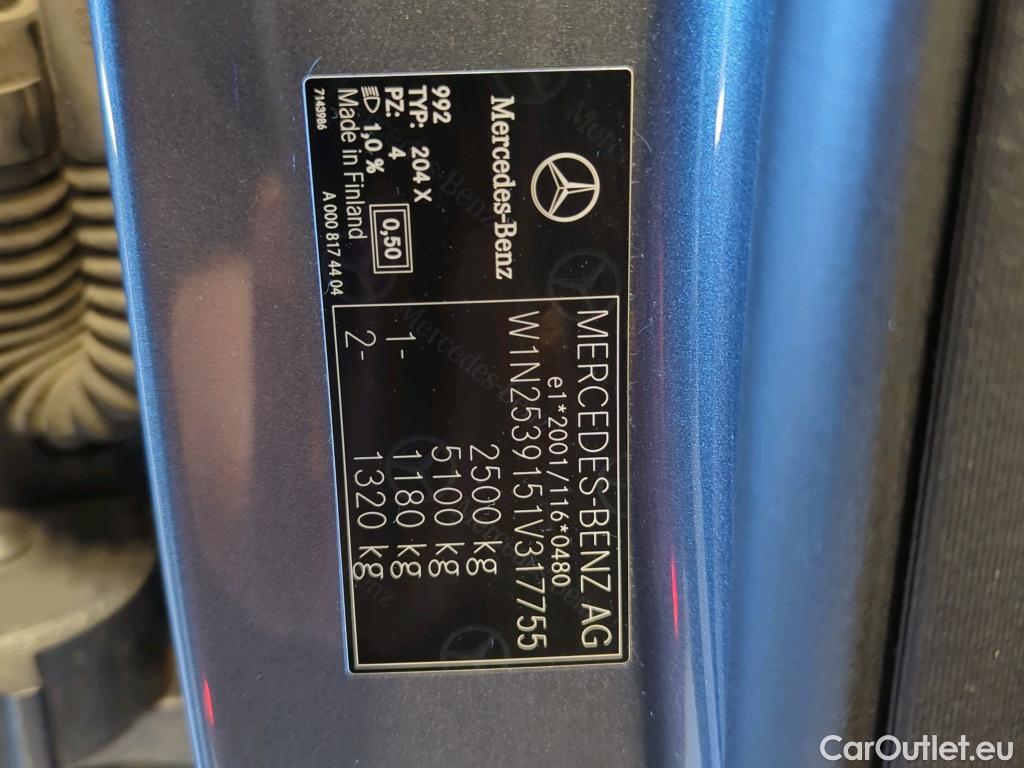 Mercedes-Benz
992
TYP: 204 X
PZ: 4
1,0 %
0,50
Made in Finland
7143986
A 000 817 44 04
MERCEDES-BENZ AG
e1*2001/116*0480
W1N2539151V317755
2500 kg
5100 kg
1- 1180 kg
2- 1320 kg
CarOutlet.eu